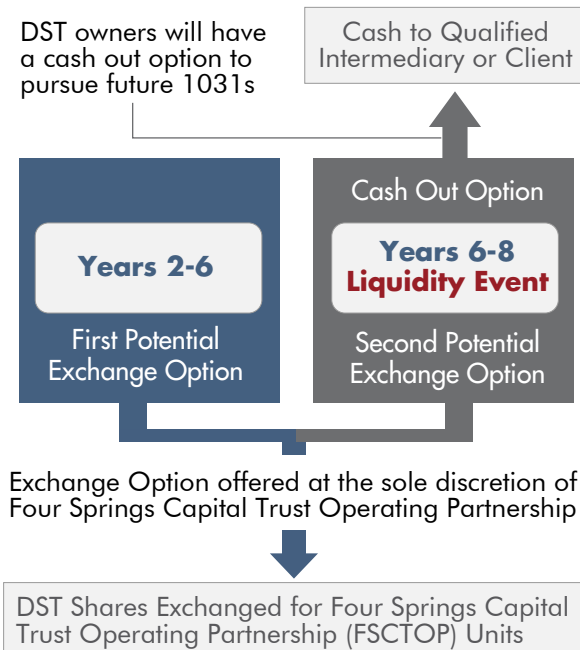 DST owners will have
a cash out option to
pursue future 1031s
Cash to Qualified
Intermediary or Client
Years 2-6
First Potential
Exchange Option
Cash Out Option
Years 6-8
Liquidity Event
Second Potential
Exchange Option
Exchange Option offered at the sole discretion of
Four Springs Capital Trust Operating Partnership
DST Shares Exchanged for Four Springs Capital
Trust Operating Partnership (FSCTOP) Units